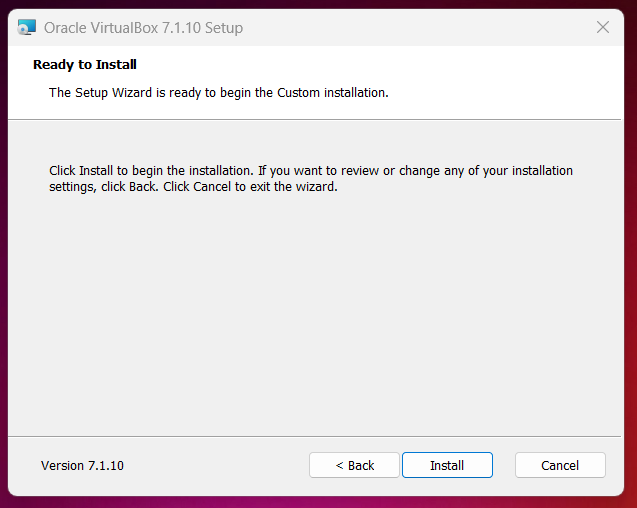 Oracle VirtualBox 7.1.10 Setup
Ready to Install
The Setup Wizard is ready to begin the Custom installation.
Click Install to begin the installation. If you want to review or change any of your installation
settings, click Back. Click Cancel to exit the wizard.
Version 7.1.10
< Back
Install
Cancel